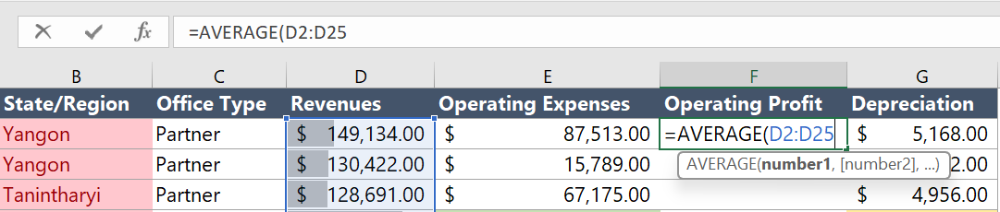 fx =AVERAGE(D2:D25
B C D E F G
State/Region Office Type Revenues Operating Expenses Operating Profit Depreciation
Yangon Partner $ 149,134.00 $ 87,513.00 =AVERAGE(D2:D25 $ 5,168.00
Yangon Partner $ 130,422.00 $ 15,789.00 AVERAGE(number1, [number2], ...) 2.00
Tanintharyi Partner $ 128,691.00 $ 67,175.00 $ 4,956.00